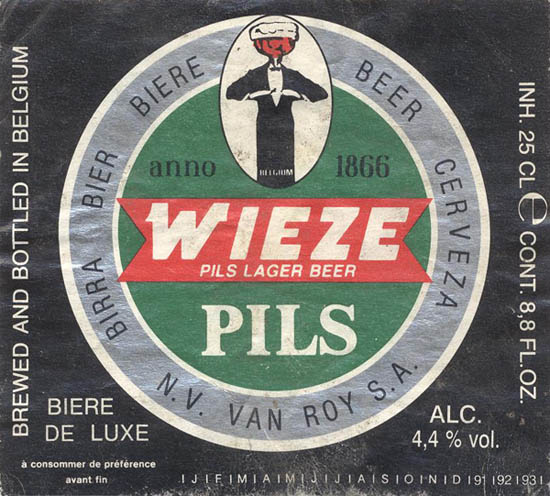 BREWED AND BOTTLED IN BELGIUM
BIRRA BIER BIERE BEER CERVEZA
BELGIUM
anno 1866
WIEZE
PILS LAGER BEER
PILS
N.V. VAN ROY S.A.
INH. 25 CL e CONT. 8,8 FL.OZ.
BIERE
DE LUXE
ALC.
4,4 % vol.
à consommer de préférence
avant fin
I J I F I M I A I M I J I J I A I S I O I N I D I 91 I 92 I 93 I